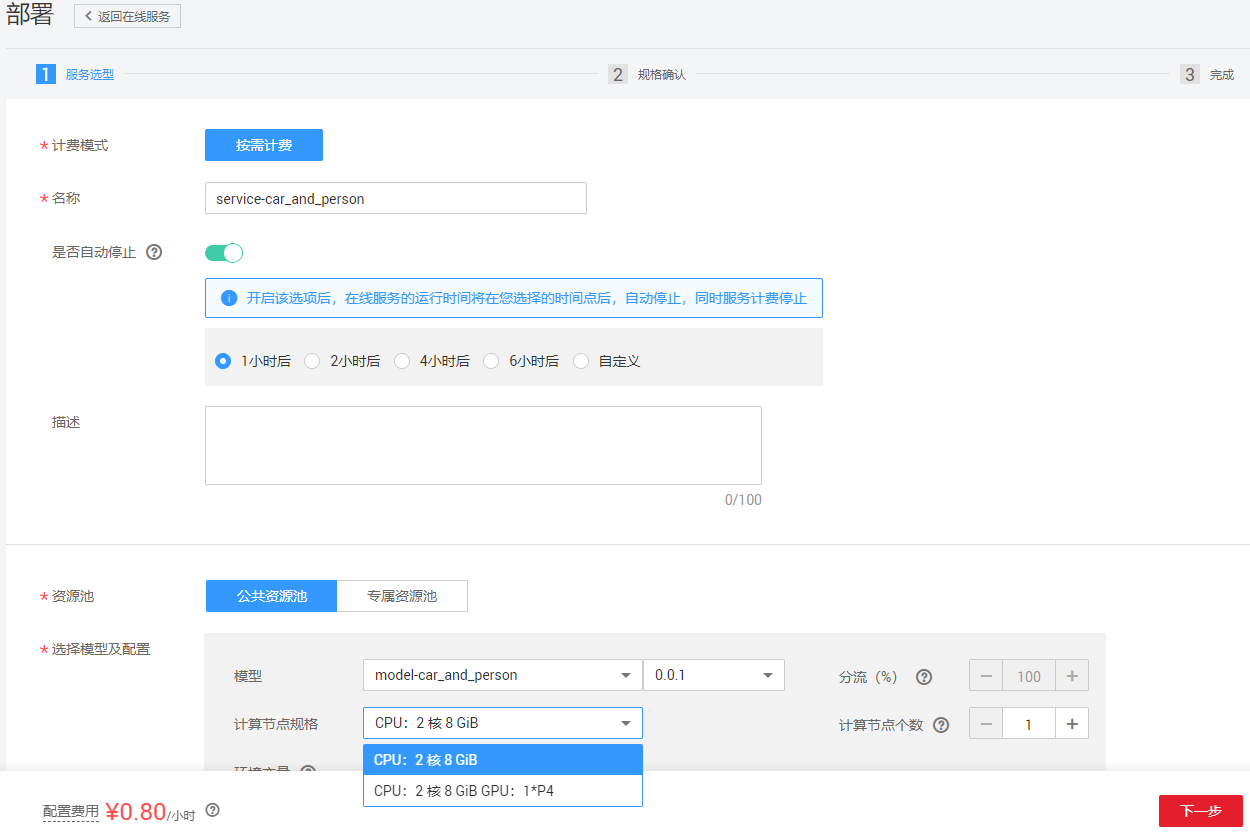 部署 返回在线服务
1 服务选型 2 规格确认 3 完成
* 计费模式 按需计费
* 名称 service-car_and_person
是否自动停止 ?
i 开启该选项后，在线服务的运行时间将在您选择的时间点后，自动停止，同时服务计费停止
1小时后 2小时后 4小时后 6小时后 自定义
描述
0/100
* 资源池 公共资源池 专属资源池
* 选择模型及配置
模型 model-car_and_person 0.0.1 分流（%） ? − 100 +
计算节点规格 CPU：2 核 8 GiB 计算节点个数 ? − 1 +
CPU：2 核 8 GiB
环境变量 ?
CPU：2 核 8 GiB GPU：1*P4
配置费用 ¥0.80/小时 ? 下一步